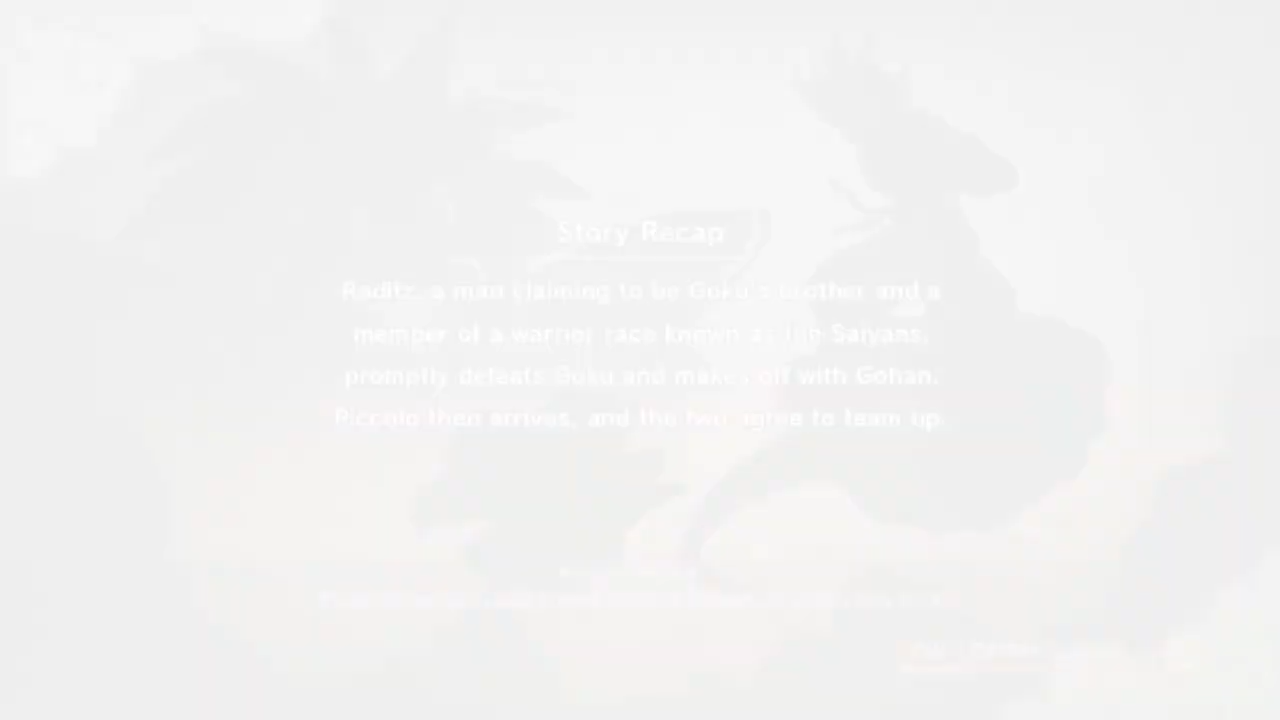 Story Recap
Raditz, a man claiming to be Goku's brother and a
member of a warrior race known as the Saiyans,
promptly defeats Goku and makes off with Gohan.
Piccolo then arrives, and the two agree to team up.